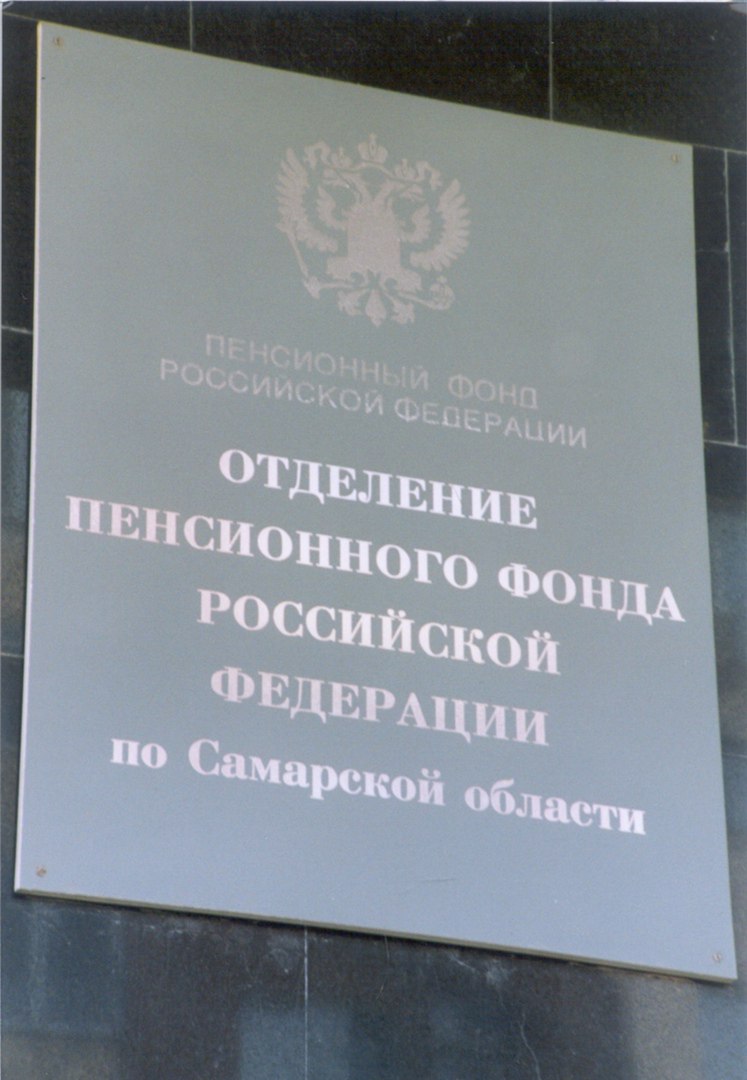 ПЕНСИОННЫЙ ФОНД
РОССИЙСКОЙ ФЕДЕРАЦИИ
ОТДЕЛЕНИЕ
ПЕНСИОННОГО ФОНДА
РОССИЙСКОЙ
ФЕДЕРАЦИИ
по Самарской области